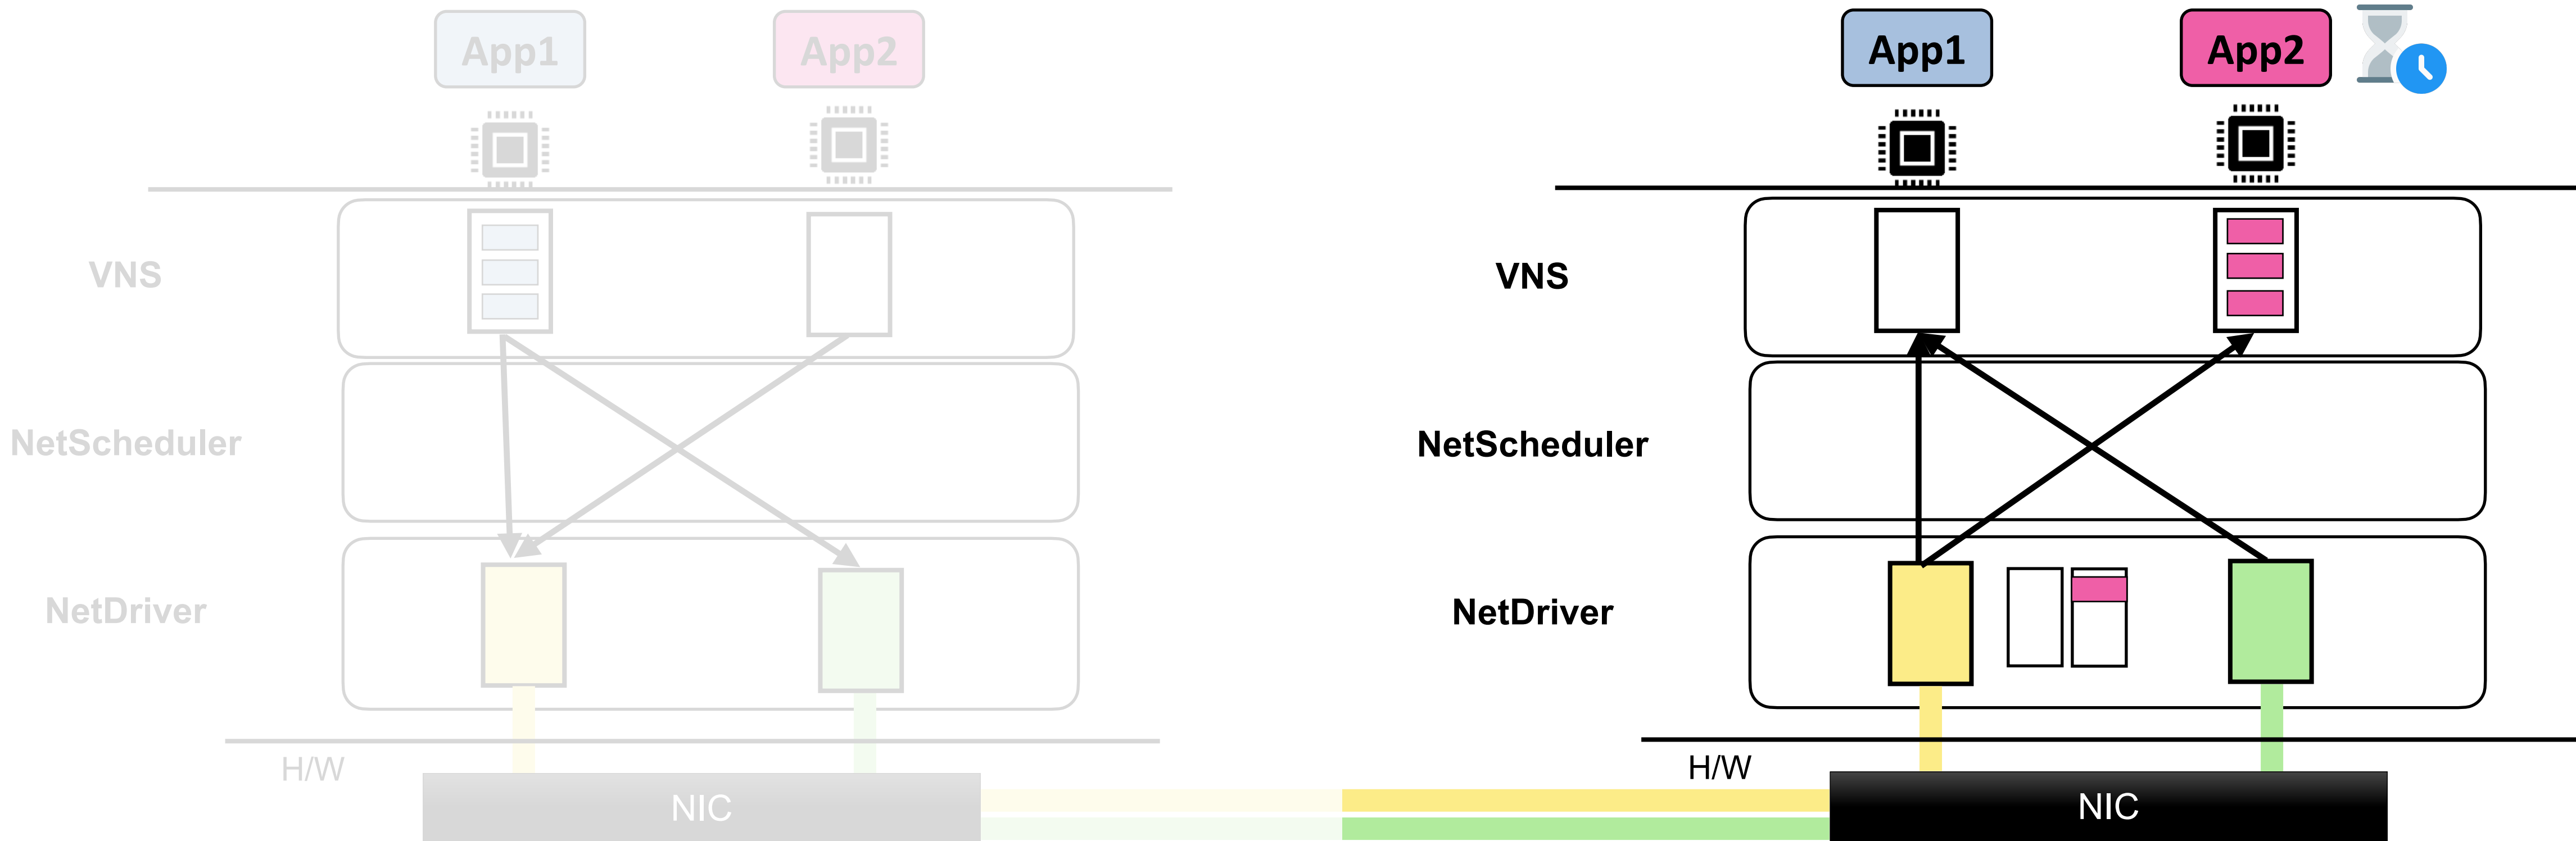 App1
App2
VNS
NetScheduler
NetDriver
H/W
NIC
App1
App2
VNS
NetScheduler
NetDriver
H/W
NIC